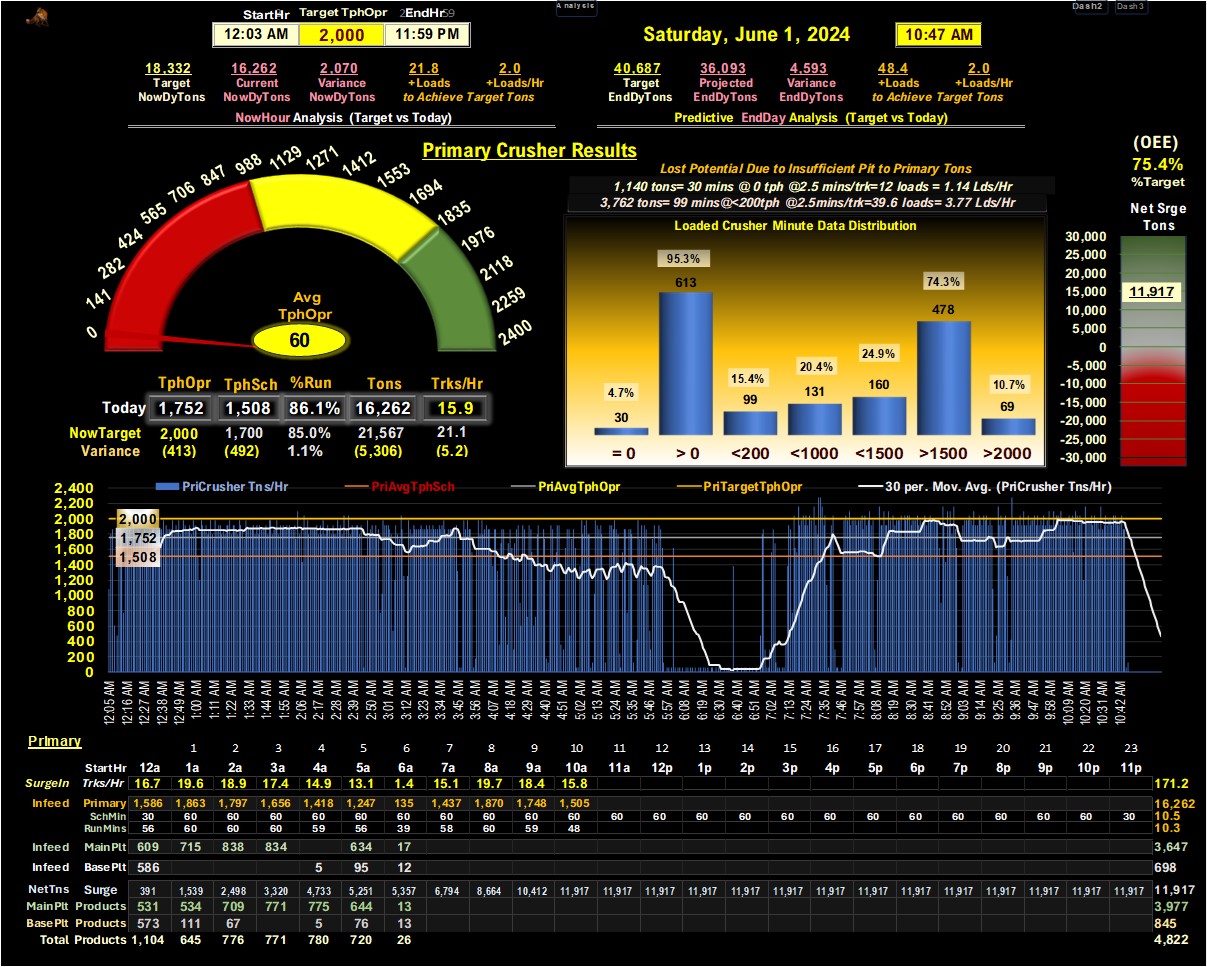 Analysis
Dash2 Dash3
StartHr Target TphOpr EndHr
12:03 AM 2,000 11:59 PM
Saturday, June 1, 2024 10:47 AM
18,332 16,262 2,070 21.8 2.0
Target Current Variance +Loads +Loads/Hr
NowDyTons NowDyTons NowDyTons to Achieve Target Tons
NowHour Analysis (Target vs Today)
40,687 36,093 4,593 48.4 2.0
Target Projected Variance +Loads +Loads/Hr
EndDyTons EndDyTons EndDyTons to Achieve Target Tons
Predictive EndDay Analysis (Target vs Today)
Primary Crusher Results
0 141 282 424 565 706 847 988 1129 1271 1412 1553 1694 1835 1976 2118 2259 2400
Avg
TphOpr
60
TphOpr TphSch %Run Tons Trks/Hr
Today 1,752 1,508 86.1% 16,262 15.9
NowTarget 2,000 1,700 85.0% 21,567 21.1
Variance (413) (492) 1.1% (5,306) (5.2)
Lost Potential Due to Insufficient Pit to Primary Tons
1,140 tons= 30 mins @ 0 tph @2.5 mins/trk=12 loads = 1.14 Lds/Hr
3,762 tons= 99 mins@<200tph @2.5mins/trk=39.6 loads= 3.77 Lds/Hr
Loaded Crusher Minute Data Distribution
4.7% 95.3% 15.4% 20.4% 24.9% 74.3% 10.7%
30 613 99 131 160 478 69
= 0 > 0 <200 <1000 <1500 >1500 >2000
(OEE)
75.4%
%Target
Net Srge
Tons
30,000
25,000
20,000
15,000
11,917
10,000
5,000
0
-5,000
-10,000
-15,000
-20,000
-25,000
-30,000
PriCrusher Tns/Hr PriAvgTphSch PriAvgTphOpr PriTargetTphOpr 30 per. Mov. Avg. (PriCrusher Tns/Hr)
2,400
2,200
2,000
1,800
1,600
1,400
1,200
1,000
800
600
400
200
0
2,000
1,752
1,508
12:05 AM 12:16 AM 12:27 AM 12:38 AM 12:49 AM 1:00 AM 1:11 AM 1:22 AM 1:33 AM 1:44 AM 1:55 AM 2:06 AM 2:17 AM 2:28 AM 2:39 AM 2:50 AM 3:01 AM 3:12 AM 3:23 AM 3:34 AM 3:45 AM 3:56 AM 4:07 AM 4:18 AM 4:29 AM 4:40 AM 4:51 AM 5:02 AM 5:13 AM 5:24 AM 5:35 AM 5:46 AM 5:57 AM 6:08 AM 6:19 AM 6:30 AM 6:40 AM 6:51 AM 7:02 AM 7:13 AM 7:24 AM 7:35 AM 7:46 AM 7:57 AM 8:08 AM 8:19 AM 8:30 AM 8:41 AM 8:52 AM 9:03 AM 9:14 AM 9:25 AM 9:36 AM 9:47 AM 9:58 AM 10:09 AM 10:20 AM 10:31 AM 10:42 AM
Primary
1 2 3 4 5 6 7 8 9 10 11 12 13 14 15 16 17 18 19 20 21 22 23
StartHr 12a 1a 2a 3a 4a 5a 6a 7a 8a 9a 10a 11a 12p 1p 2p 3p 4p 5p 6p 7p 8p 9p 10p 11p
SurgeIn Trks/Hr 16.7 19.6 18.9 17.4 14.9 13.1 1.4 15.1 19.7 18.4 15.8 171.2
Infeed Primary 1,586 1,863 1,797 1,656 1,418 1,247 135 1,437 1,870 1,748 1,505 16,262
SchMin 30 60 60 60 60 60 60 60 60 60 60 60 60 60 60 60 60 60 60 60 60 60 60 30 10.5
RunMins 56 60 60 60 59 56 39 58 60 59 48 10.3
Infeed MainPlt 609 715 838 834 634 17 3,647
Infeed BasePlt 586 5 95 12 698
NetTns Surge 391 1,539 2,498 3,320 4,733 5,251 5,357 6,794 8,664 10,412 11,917 11,917 11,917 11,917 11,917 11,917 11,917 11,917 11,917 11,917 11,917 11,917 11,917 11,917 11,917
MainPlt Products 531 534 709 771 775 644 13 3,977
BasePlt Products 573 111 67 5 76 13 845
Total Products 1,104 645 776 771 780 720 26 4,822